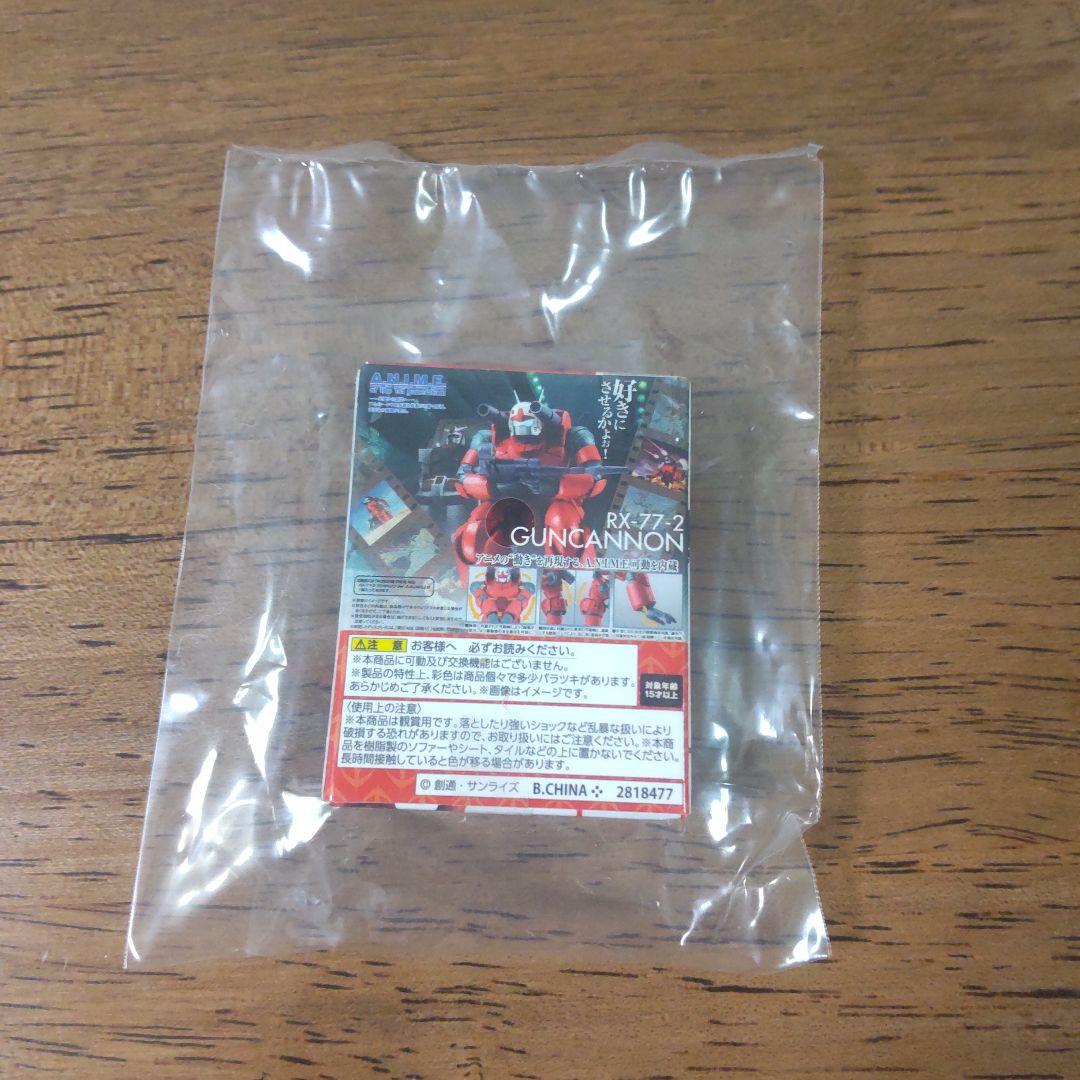 A.N.I.M.E.
好きに
させるかよぉ!
RX-77-2
GUNCANNON
アニメの"動き"を再現する、A.N.I.M.E.可動を内蔵
注 意 お客様へ 必ずお読みください。
※本商品に可動及び交換機能はございません。
※製品の特性上、彩色は商品個々で多少バラツキがあります。
あらかじめご了承ください。※画像はイメージです。
対象年齢
15才以上
〈使用上の注意〉
※本商品は観賞用です。落としたり強いショックなど乱暴な扱いにより
破損する恐れがありますので、お取り扱いにはご注意ください。※本商
品を樹脂製のソファーやシート、タイルなどの上に置かないでください。
長時間接触していると色が移る場合があります。
© 創通・サンライズ B.CHINA 2818477